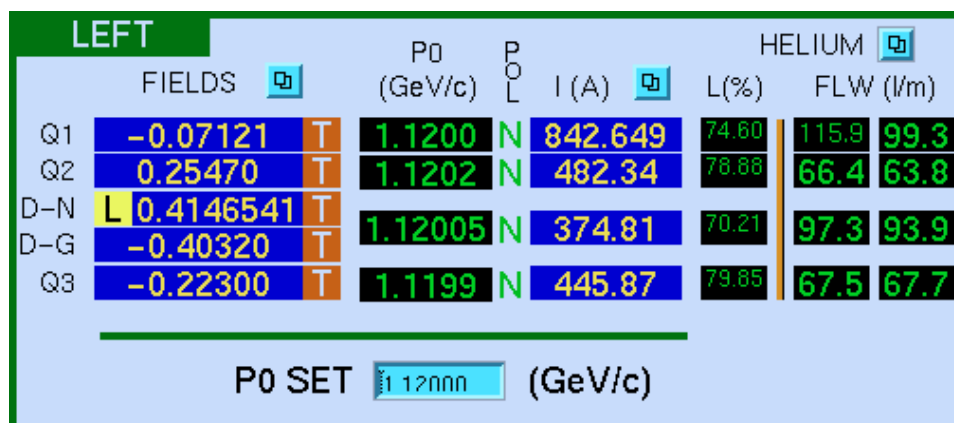 LEFT
P0 POL HELIUM
FIELDS (GeV/c) I (A) L(%) FLW (l/m)
Q1 -0.07121 T 1.1200 N 842.649 74.60 115.9 99.3
Q2 0.25470 T 1.1202 N 482.34 78.88 66.4 63.8
D-N L 0.4146541 T
1.12005 N 374.81 70.21 97.3 93.9
D-G -0.40320 T
Q3 -0.22300 T 1.1199 N 445.87 79.85 67.5 67.7
P0 SET 1.12000 (GeV/c)